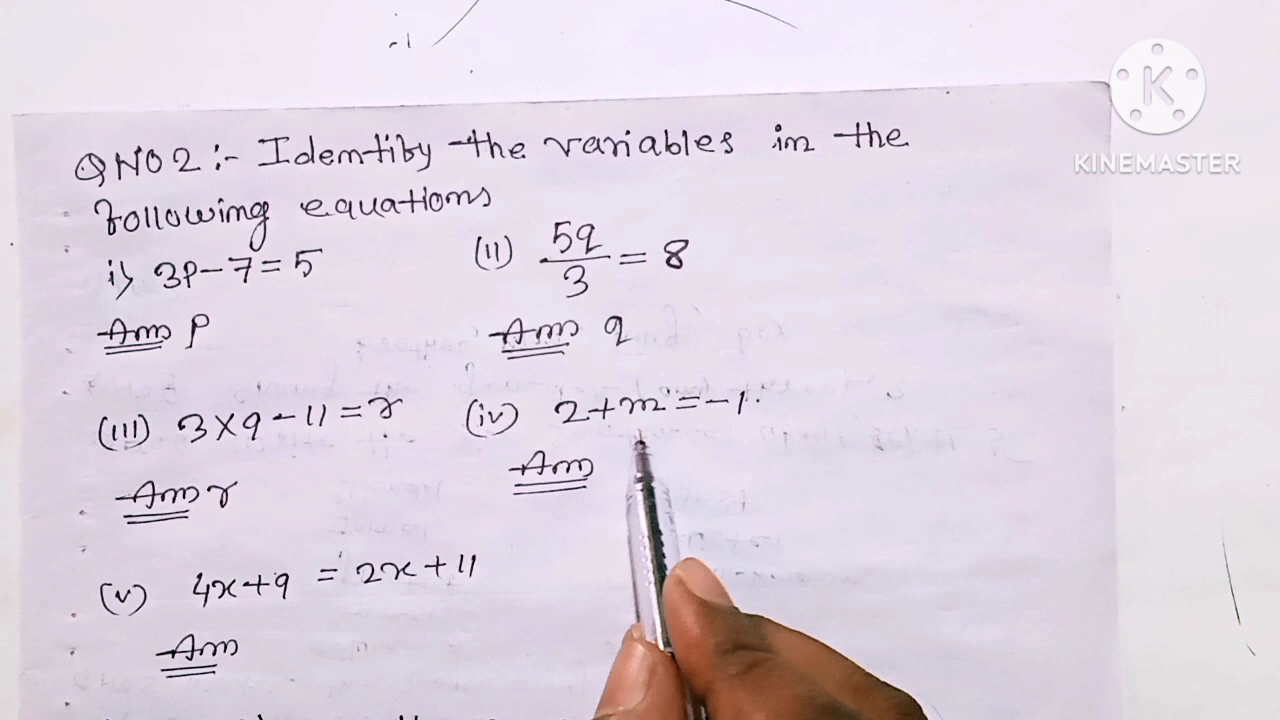 KINEMASTER
Q NO 2 :- Identify the variables in the
following equations
i) 3p - 7 = 5 (ii) 5q/3 = 8
Ans p Ans q
(iii) 3 × 9 - 11 = r (iv) 2 + m = -1
Ans r Ans
(v) 4x + 9 = 2x + 11
Ans